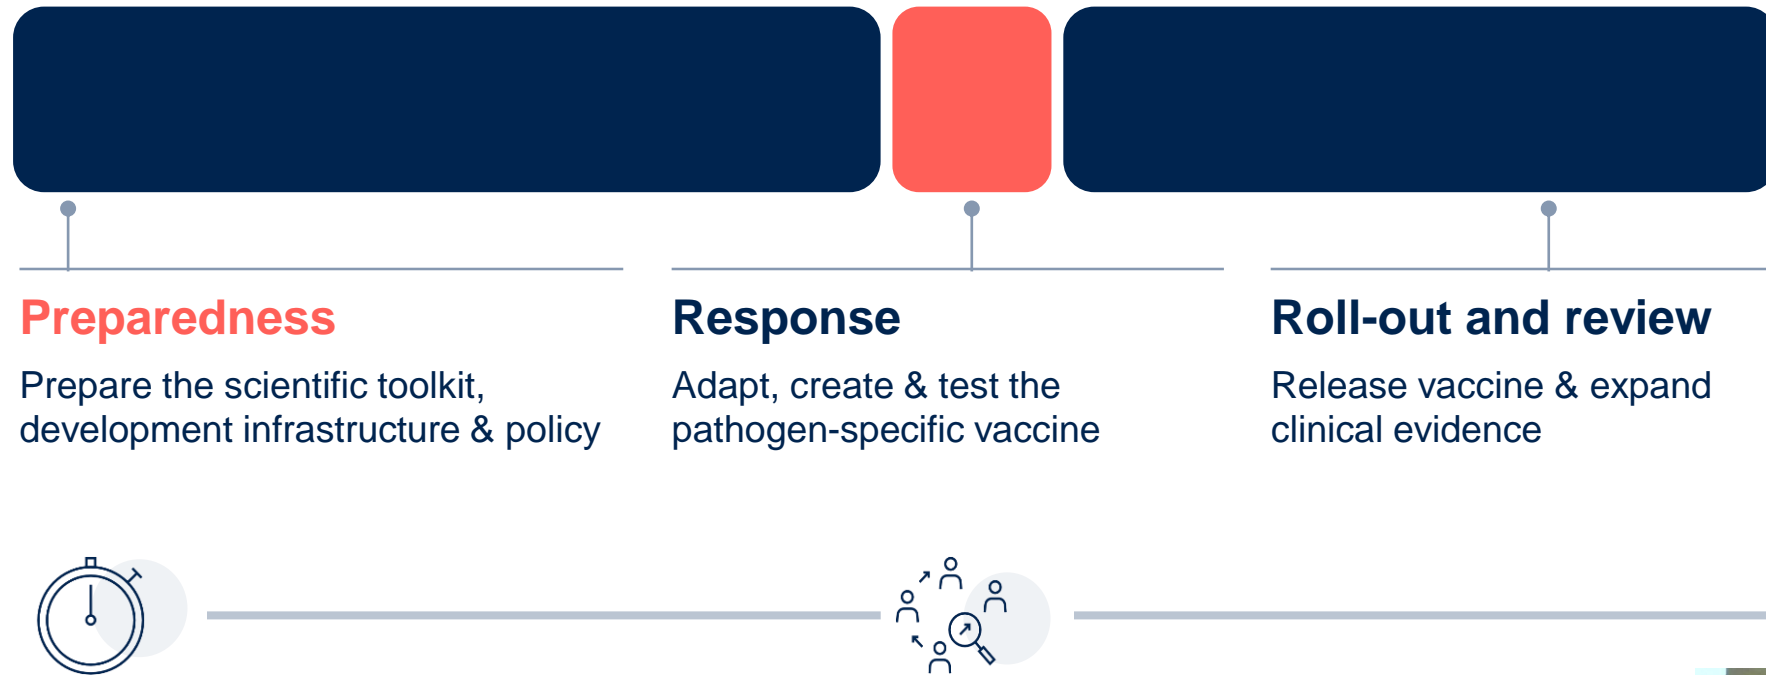 Preparedness
Prepare the scientific toolkit,
development infrastructure & policy
Response
Adapt, create & test the
pathogen-specific vaccine
Roll-out and review
Release vaccine & expand
clinical evidence